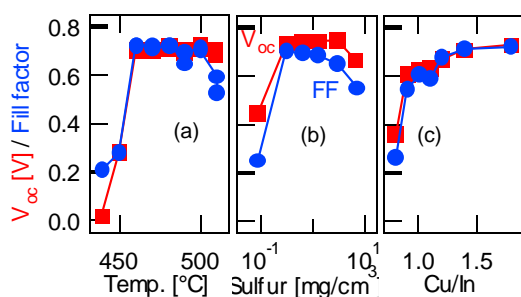 V_oc [V] / Fill factor
0.8
0.6
0.4
0.2
0.0
(a)
V_oc
FF
(b)
(c)
450 500
10^-1 10^1
1.0 1.5
Temp. [°C]
Sulfur [mg/cm^3
Cu/In